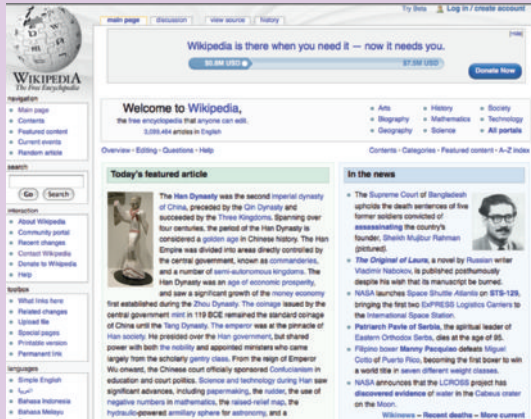 Try Beta Log in / create account
main page discussion view source history
[Hide]
Wikipedia is there when you need it — now it needs you.
$0.8M USD $7.5M USD
Donate Now
WIKIPEDIA
The Free Encyclopedia
navigation
Main page
Contents
Featured content
Current events
Random article
search
Go Search
interaction
About Wikipedia
Community portal
Recent changes
Contact Wikipedia
Donate to Wikipedia
Help
toolbox
What links here
Related changes
Upload file
Special pages
Printable version
Permanent link
languages
Simple English
Bahasa Indonesia
Bahasa Melayu
Welcome to Wikipedia,
the free encyclopedia that anyone can edit.
articles in English
Arts
Biography
Geography
History
Mathematics
Science
Society
Technology
All portals
Overview · Editing · Questions · Help
Contents · Categories · Featured content · A–Z index
Today's featured article
The Han Dynasty was the second imperial dynasty
of China, preceded by the Qin Dynasty and
succeeded by the Three Kingdoms. Spanning over
four centuries, the period of the Han Dynasty is
considered a golden age in Chinese history. The Han
Empire was divided into areas directly controlled by
the central government, known as commanderies,
and a number of semi-autonomous kingdoms. The
Han Dynasty was an age of economic prosperity,
and saw a significant growth of the money economy
first established during the Zhou Dynasty. The coinage issued by the
central government mint in 119 BCE remained the standard coinage
of China until the Tang Dynasty. The emperor was at the pinnacle of
Han society. He presided over the Han government, but shared
power with both the nobility and appointed ministers who came
largely from the scholarly gentry class. From the reign of Emperor
Wu onward, the Chinese court officially sponsored Confucianism in
education and court politics. Science and technology during Han saw
significant advances, including papermaking, the rudder, the use of
negative numbers in mathematics, the raised-relief map, the
hydraulic-powered armillary sphere for astronomy, and a
In the news
The Supreme Court of Bangladesh
upholds the death sentences of five
former soldiers convicted of
assassinating the country's
founder, Sheikh Mujibur Rahman
(pictured).
The Original of Laura, a novel by Russian writer
Vladimir Nabokov, is published posthumously
despite his wish that its manuscript be burned.
NASA launches Space Shuttle Atlantis on STS-129,
bringing the first two ExPRESS Logistics Carriers to
the International Space Station.
Patriarch Pavle of Serbia, the spiritual leader of
Eastern Orthodox Serbs, dies at the age of 95.
Filipino boxer Manny Pacquiao defeats Miguel
Cotto of Puerto Rico, becoming the first boxer to win
a world title in seven different weight classes.
NASA announces that the LCROSS project has
discovered evidence of water in the Cabeus crater
on the Moon.
Wikinews – Recent deaths – More current